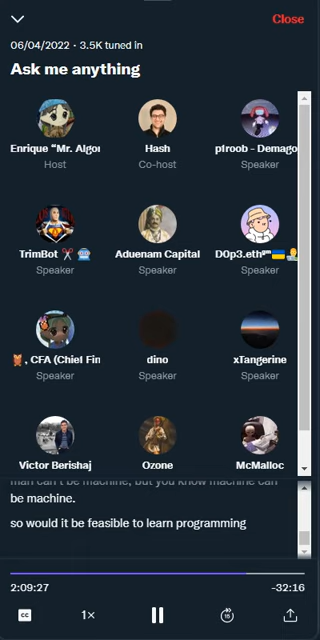 Close
06/04/2022 · 3.5K tuned in
Ask me anything
Enrique "Mr. Algor
Host
Hash
Co-host
pfroob - Demago
Speaker
TrimBot ✂️
Speaker
Aduenam Capital
Speaker
D0p3.eth 🇺🇦
Speaker
, CFA (Chief Fin
Speaker
dino
Speaker
xTangerine
Speaker
Victor Berishaj
Ozone
McMalloc
man can't be machine, but you know machine can
be machine.
so would it be feasible to learn programming
2:09:27
-32:16
CC
1×
15